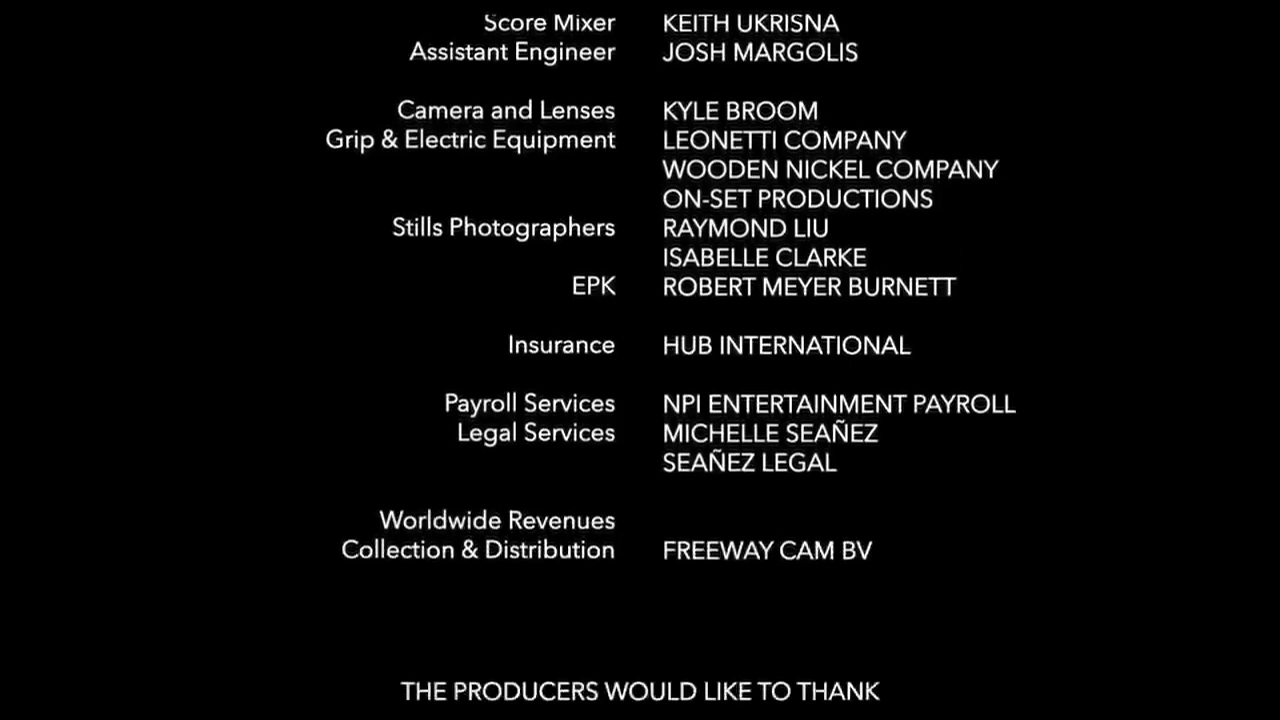 Score Mixer KEITH UKRISNA
Assistant Engineer JOSH MARGOLIS
Camera and Lenses KYLE BROOM
Grip & Electric Equipment LEONETTI COMPANY
WOODEN NICKEL COMPANY
ON-SET PRODUCTIONS
Stills Photographers RAYMOND LIU
ISABELLE CLARKE
EPK ROBERT MEYER BURNETT
Insurance HUB INTERNATIONAL
Payroll Services NPI ENTERTAINMENT PAYROLL
Legal Services MICHELLE SEAÑEZ
SEAÑEZ LEGAL
Worldwide Revenues
Collection & Distribution FREEWAY CAM BV
THE PRODUCERS WOULD LIKE TO THANK